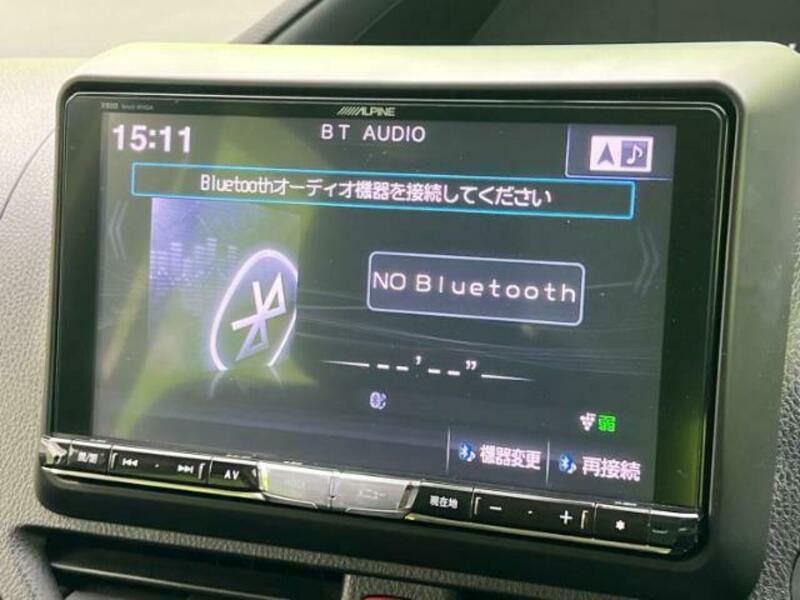 X800
ALPINE
15:11
BT AUDIO
Bluetoothオーディオ機器を接続してください
NO Bluetooth
--'--"
弱
機器変更
再接続
AV
現在地